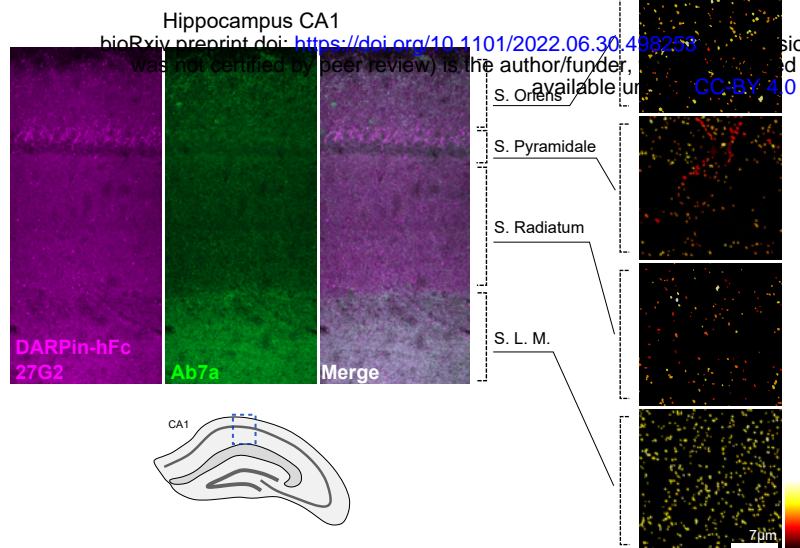 Hippocampus CA1
bioRxiv preprint doi: https://doi.org/10.1101/2022.06.30.498253
was not certified by peer review) is the author/funder,
available un
CC-BY 4.0
S. Oriens
S. Pyramidale
S. Radiatum
S. L. M.
DARPin-hFc
27G2
Ab7a
Merge
CA1
7µm